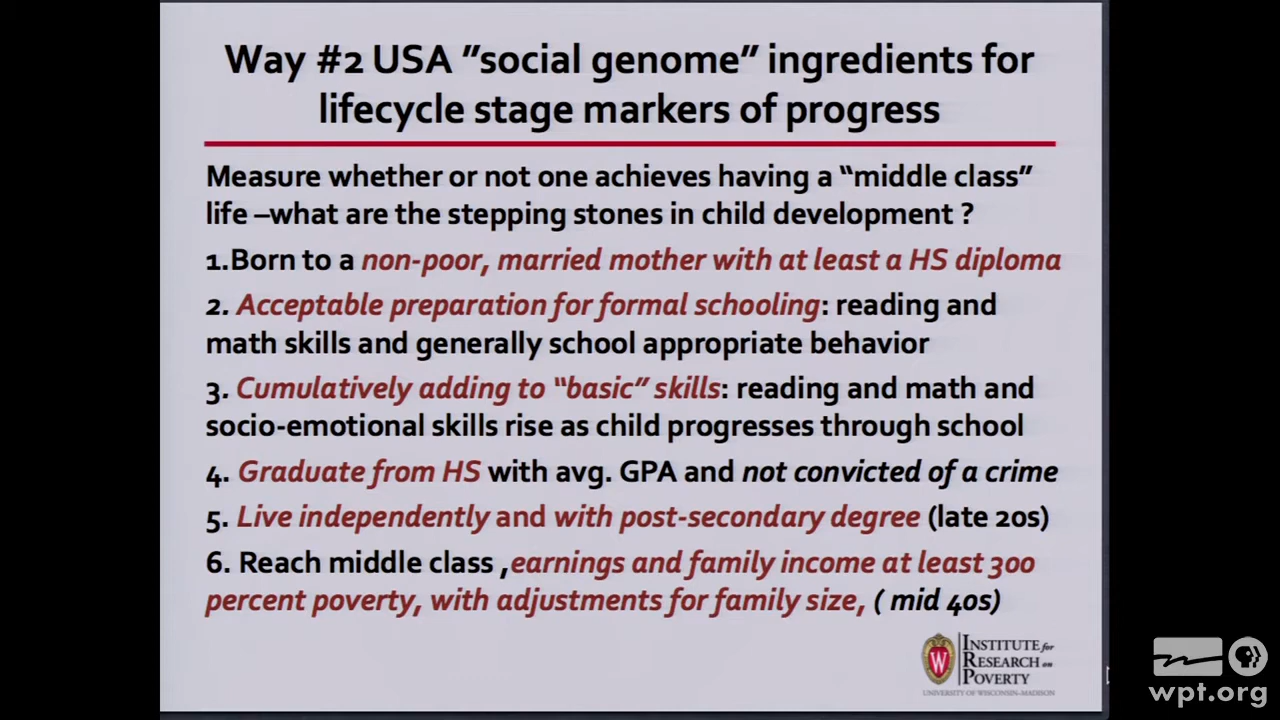 Way #2 USA ”social genome” ingredients for
lifecycle stage markers of progress
Measure whether or not one achieves having a “middle class”
life –what are the stepping stones in child development ?
1.Born to a non-poor, married mother with at least a HS diploma
2. Acceptable preparation for formal schooling: reading and
math skills and generally school appropriate behavior
3. Cumulatively adding to “basic” skills: reading and math and
socio-emotional skills rise as child progresses through school
4. Graduate from HS with avg. GPA and not convicted of a crime
5. Live independently and with post-secondary degree (late 20s)
6. Reach middle class ,earnings and family income at least 300
percent poverty, with adjustments for family size, ( mid 40s)
W
INSTITUTE for
RESEARCH on
POVERTY
UNIVERSITY OF WISCONSIN–MADISON
wpt.org